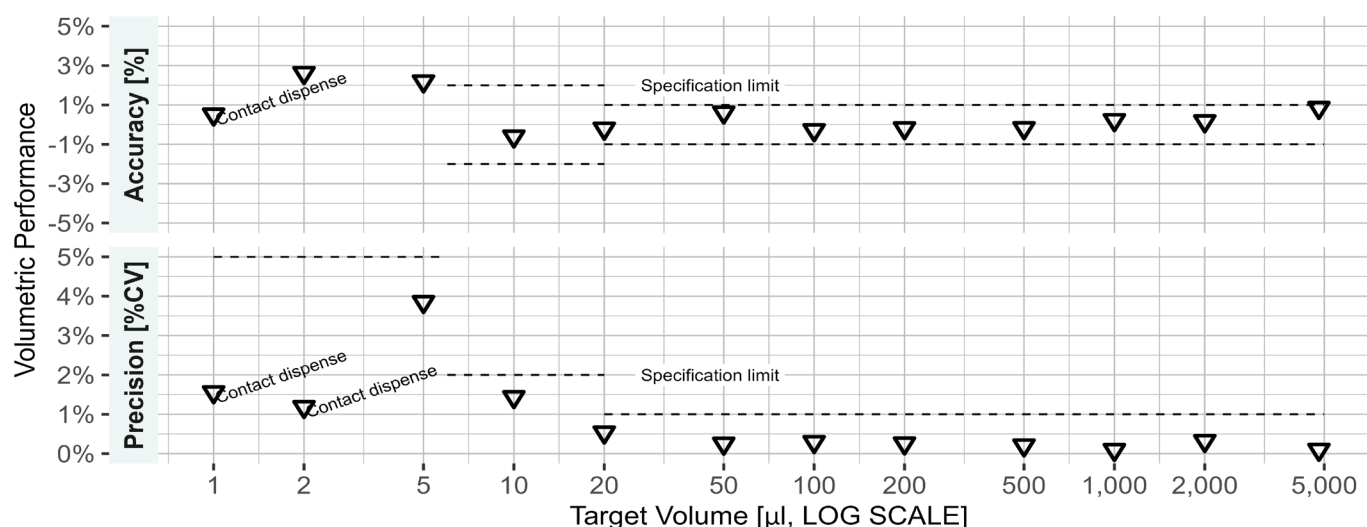 Volumetric Performance
Accuracy [%]
5%
3%
1%
-1%
-3%
-5%
Contact dispense
Specification limit
Precision [%CV]
5%
4%
3%
2%
1%
0%
Contact dispense
Contact dispense
Specification limit
1 2 5 10 20 50 100 200 500 1,000 2,000 5,000
Target Volume [µl, LOG SCALE]